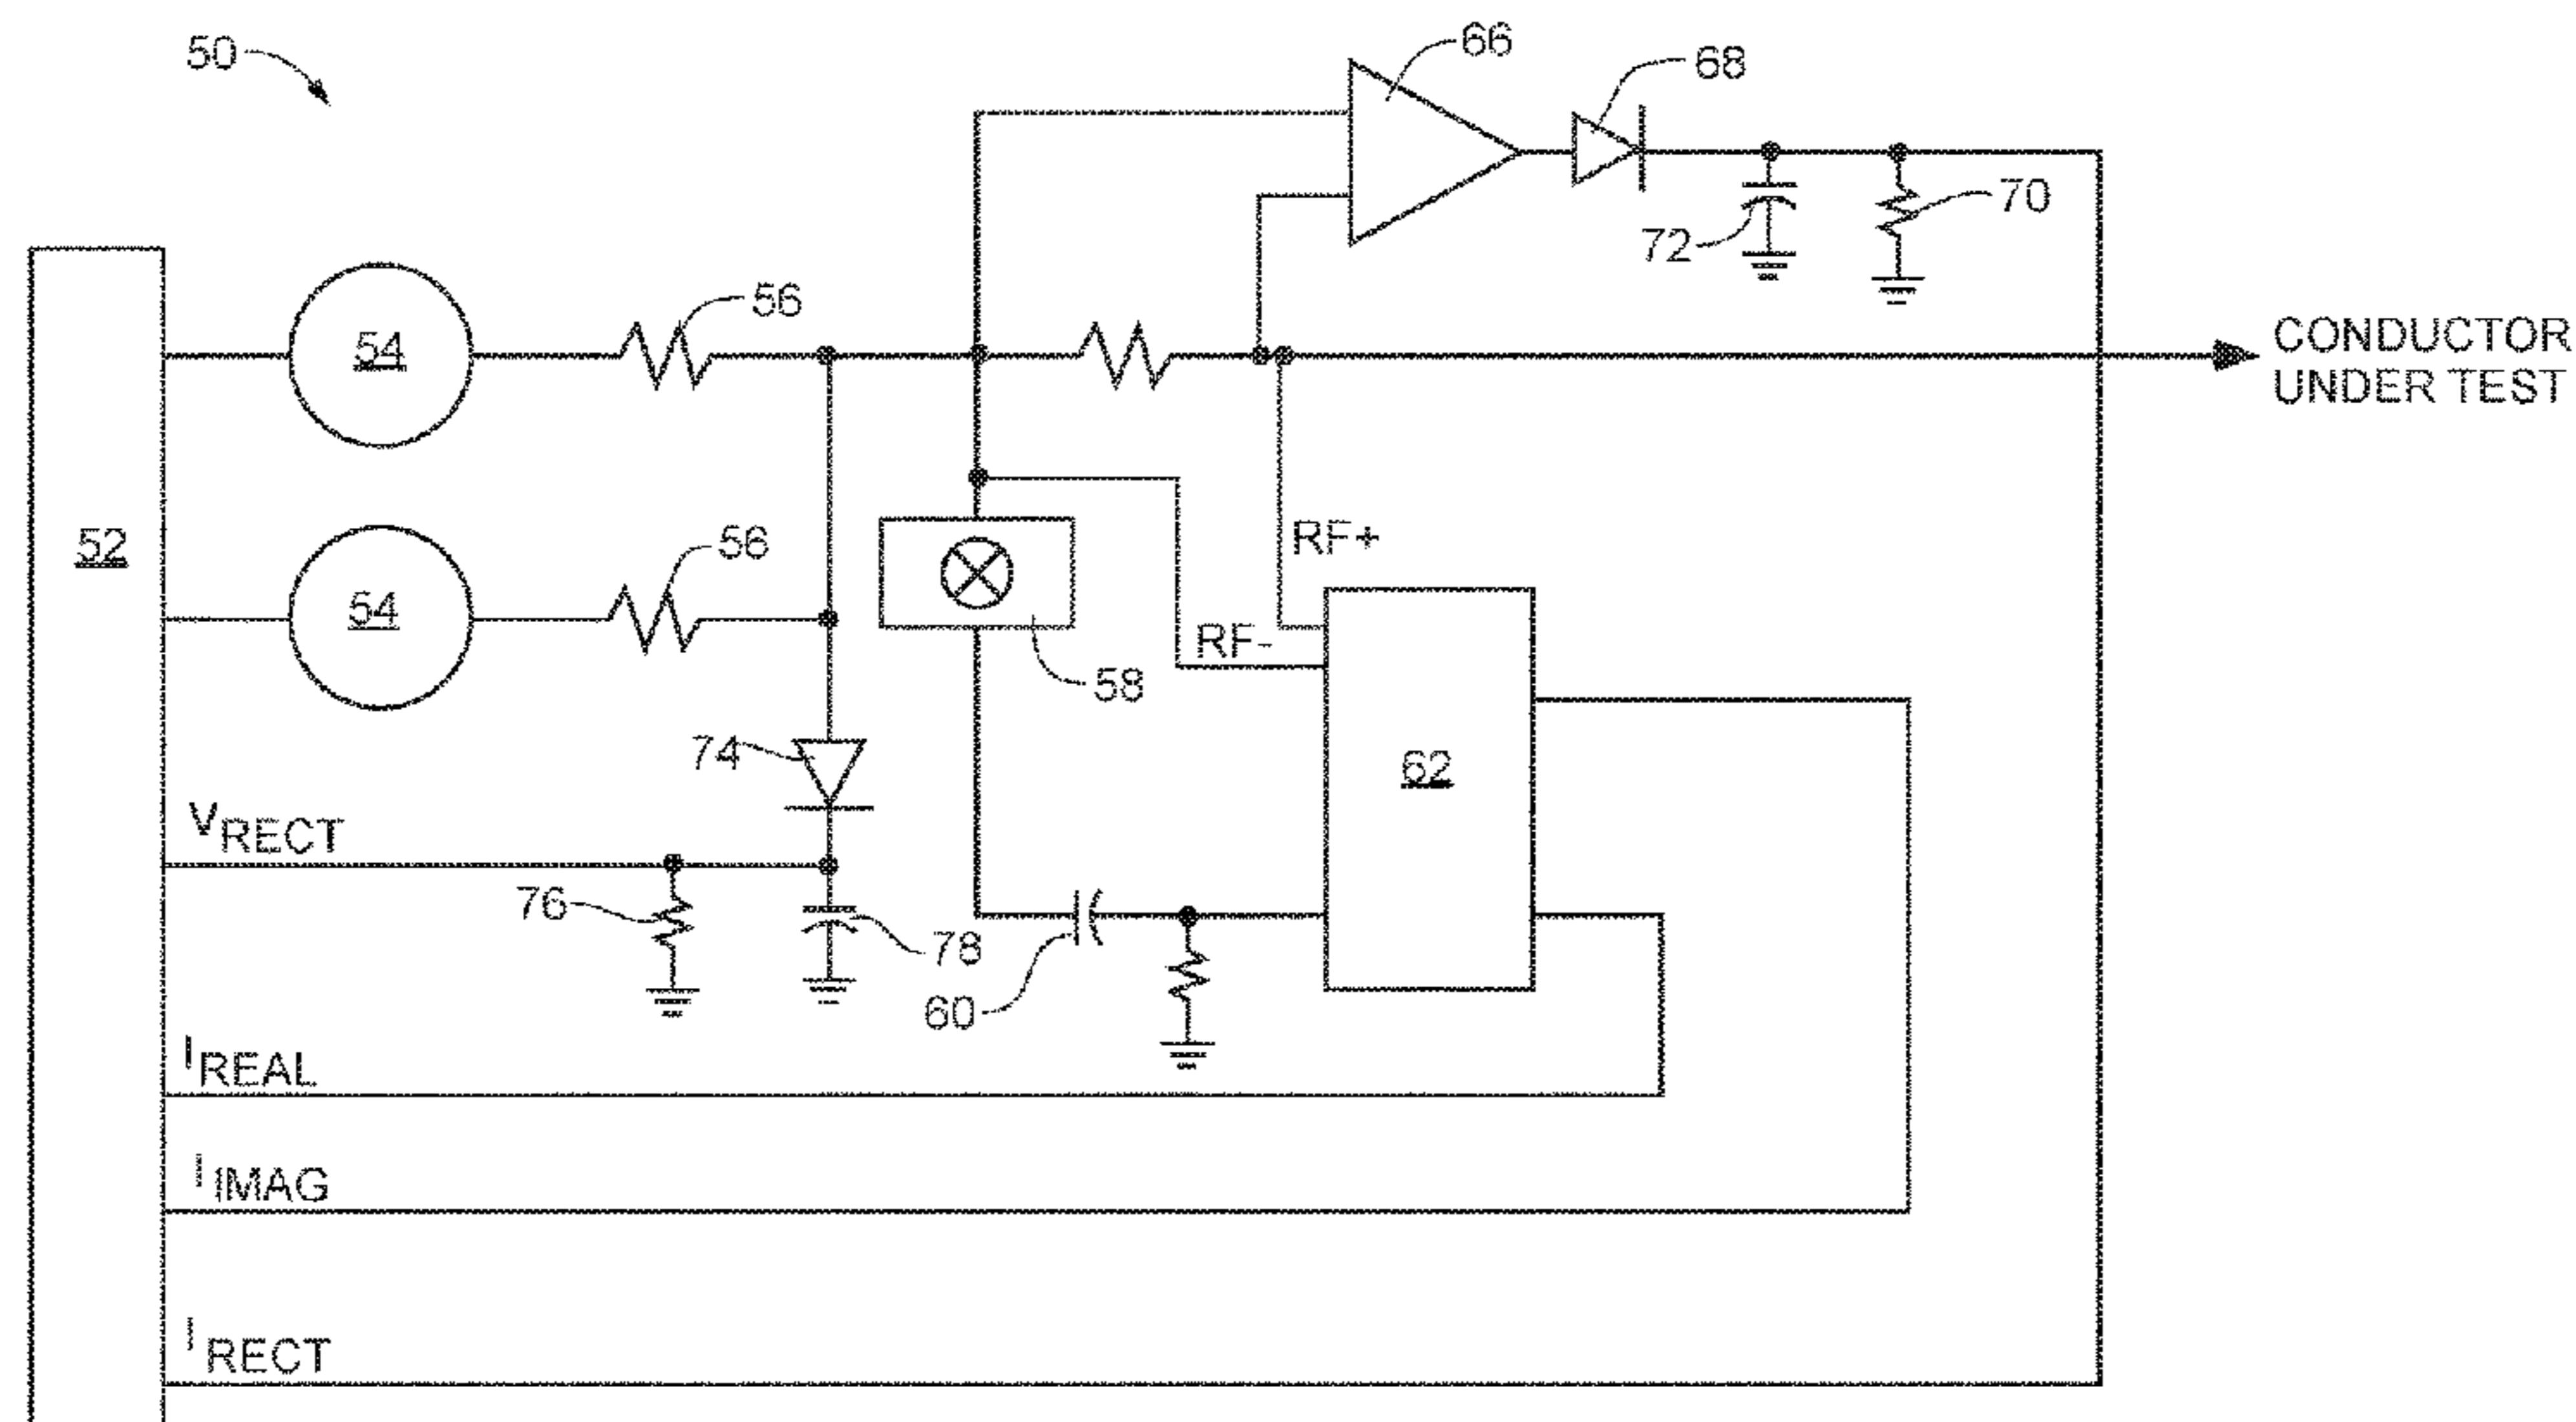 50
66
68
72
70
56
54
CONDUCTOR
UNDER TEST
52
56
54
RF+
RF-
58
62
74
VRECT
76
78
60
IREAL
IIMAG
IRECT